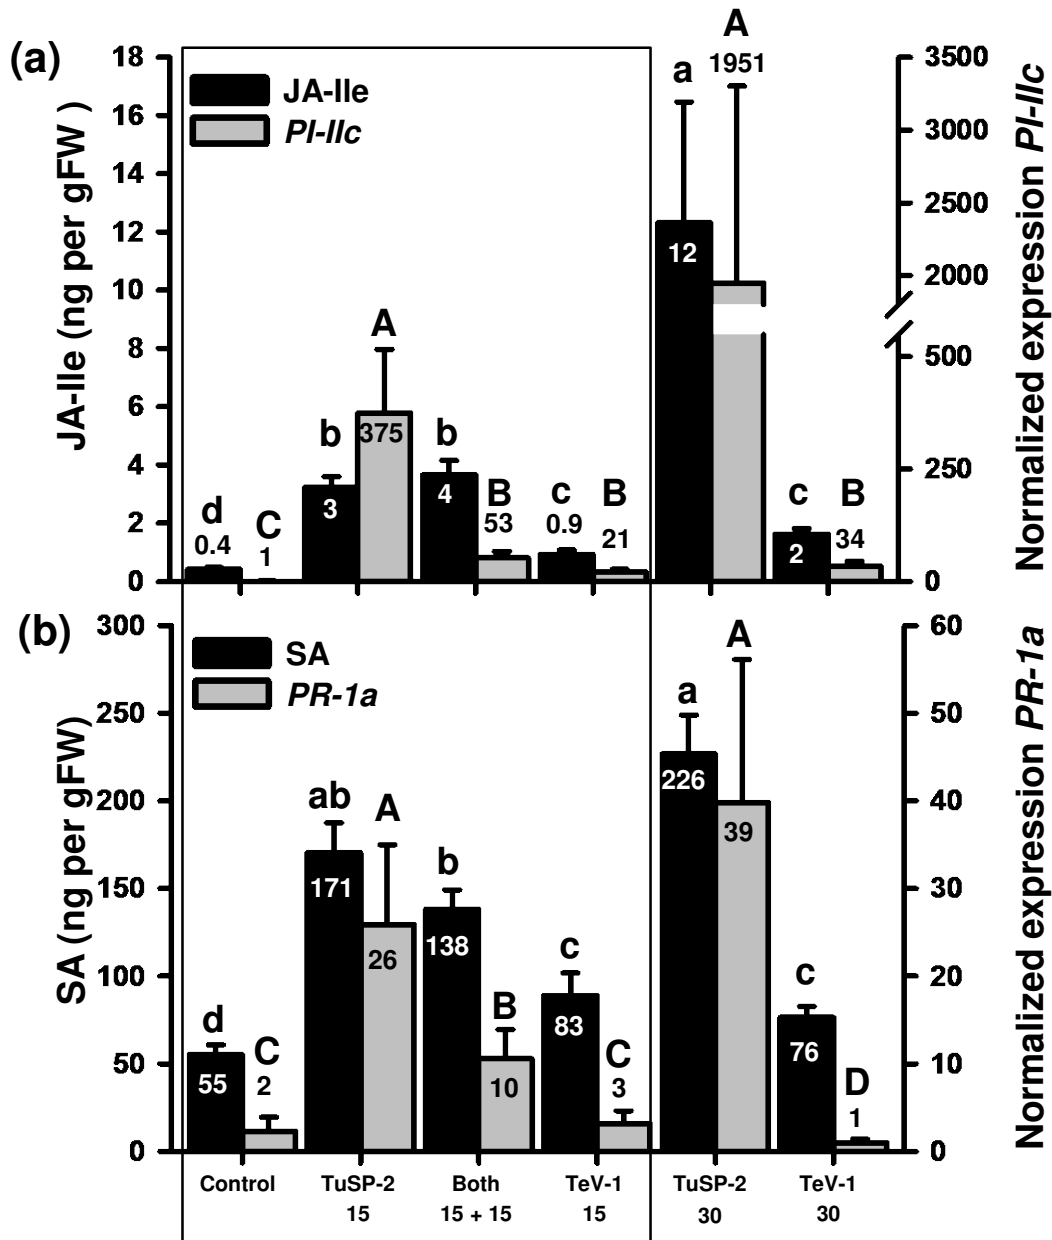 (a)
JA-Ile (ng per gFW )
18
16
14
12
10
8
6
4
2
0
JA-Ile
PI-IIc
d
0.4
C
1
b
3
A
375
b
4
B
53
c
0.9
B
21
a
12
A
1951
c
2
B
34
3500
3000
2500
2000
500
250
0
Normalized expression PI-IIc
(b)
SA (ng per gFW)
300
250
200
150
100
50
0
SA
PR-1a
d
55
C
2
ab
171
A
26
b
138
B
10
c
83
C
3
a
226
A
39
c
76
D
1
60
50
40
30
20
10
0
Normalized expression PR-1a
Control
TuSP-2
15
Both
15 + 15
TeV-1
15
TuSP-2
30
TeV-1
30